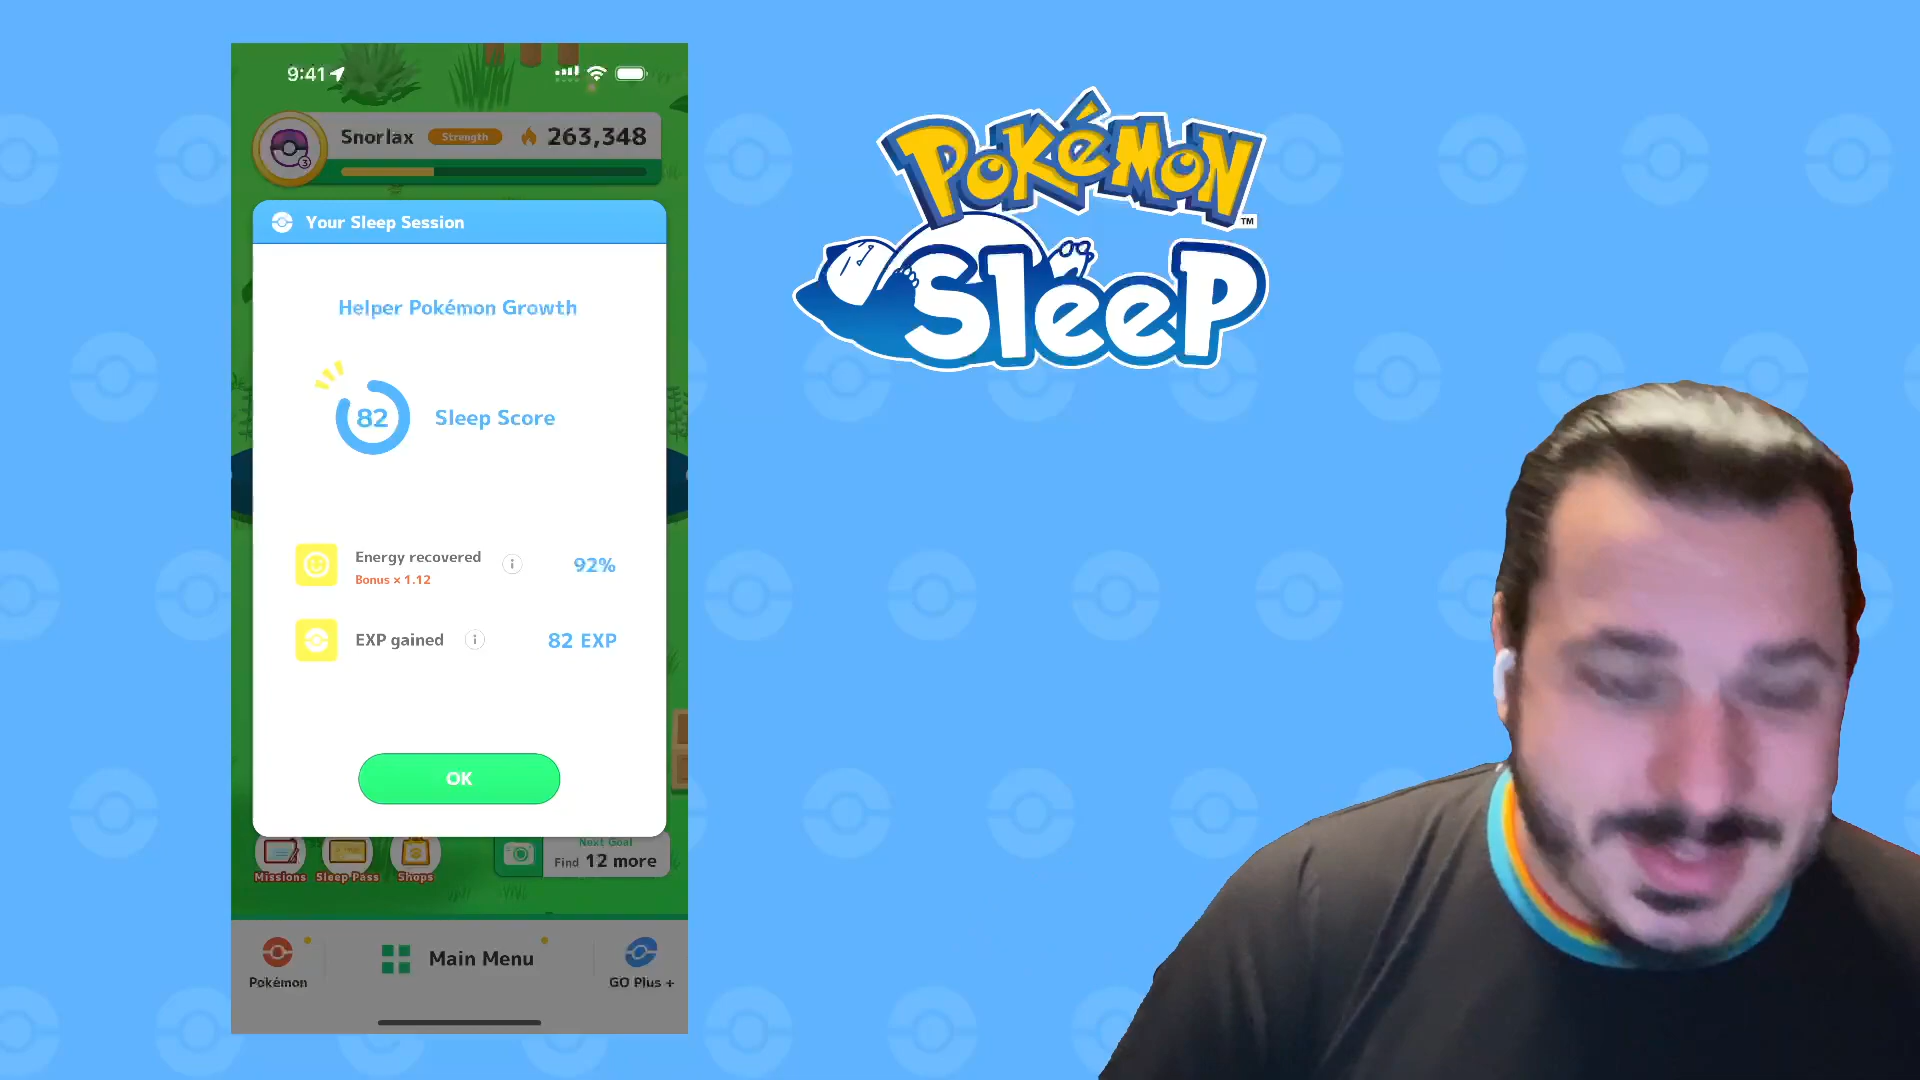 9:41
Snorlax Strength 263,348
3
Your Sleep Session
Helper Pokémon Growth
82 Sleep Score
Energy recovered i 92%
Bonus × 1.12
EXP gained i 82 EXP
OK
Missions Sleep Pass Shops
Next Goal
Find 12 more
Pokémon Main Menu GO Plus +
POKéMON
TM
Sleep